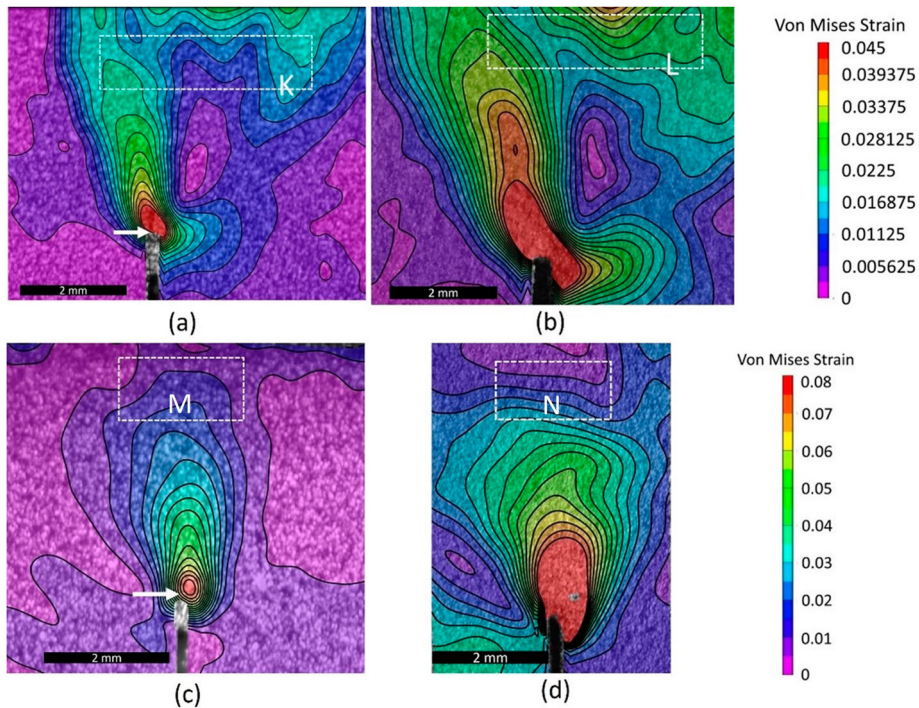 K
2 mm
(a)
L
2 mm
(b)
Von Mises Strain
0.045
0.039375
0.03375
0.028125
0.0225
0.016875
0.01125
0.005625
0
M
2 mm
(c)
N
2 mm
(d)
Von Mises Strain
0.08
0.07
0.06
0.05
0.04
0.03
0.02
0.01
0